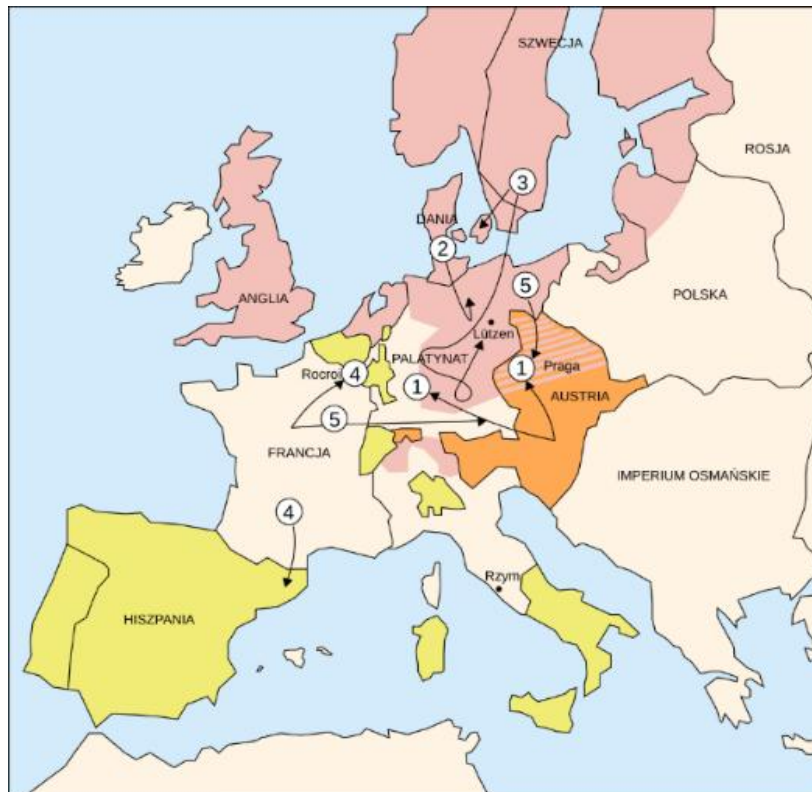 SZWECJA
ROSJA
3
DANIA
2
5
ANGLIA
POLSKA
Lützen
PALATYNAT
Rocroi
4
1
1
Praga
AUSTRIA
5
FRANCJA
IMPERIUM OSMAŃSKIE
4
Rzym
HISZPANIA